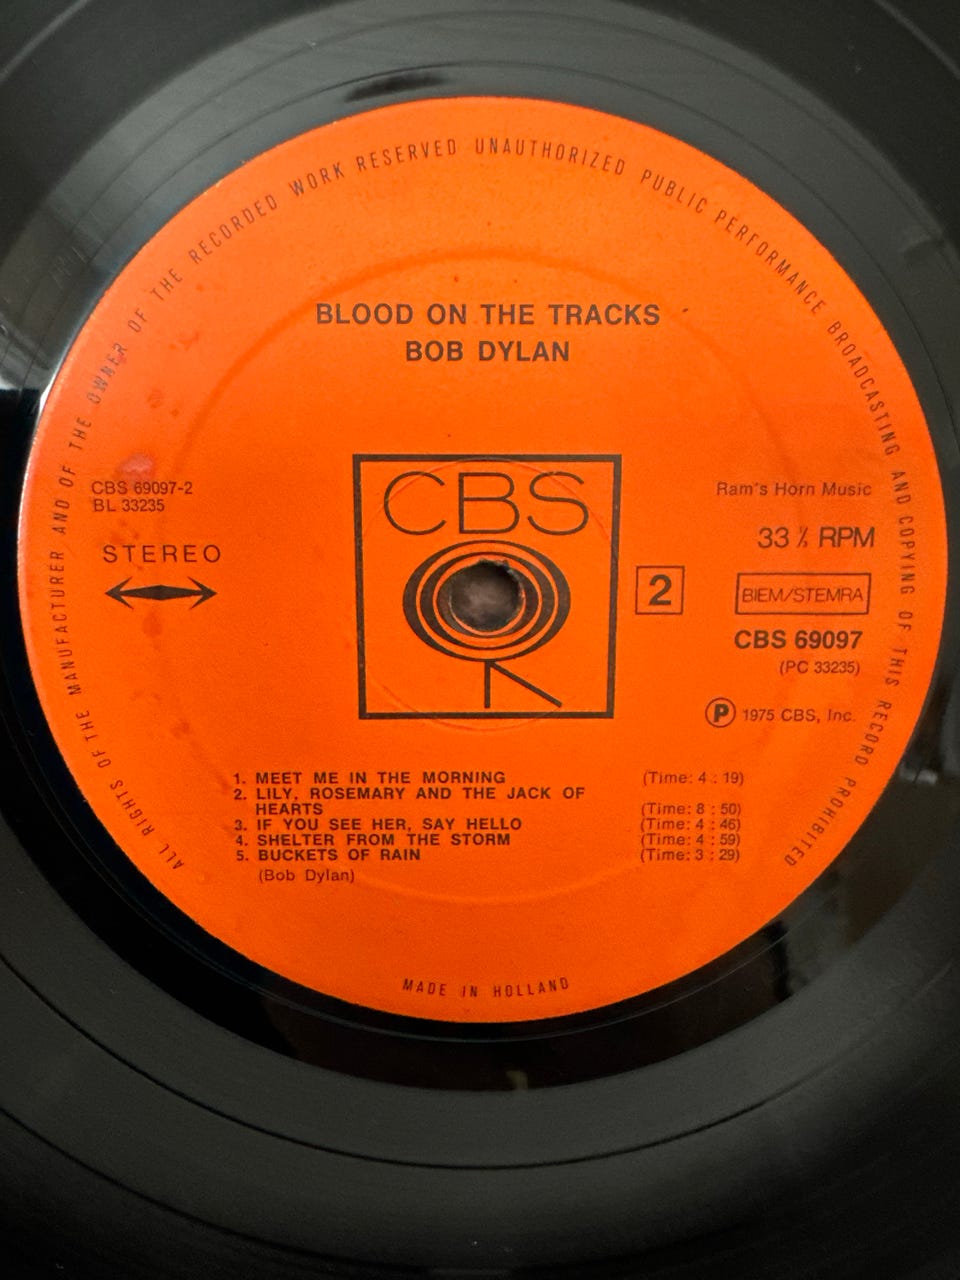 ALL RIGHTS OF THE MANUFACTURER AND OF THE OWNER OF THE RECORDED WORK RESERVED UNAUTHORIZED PUBLIC PERFORMANCE BROADCASTING AND COPYING OF THIS RECORD PROHIBITED
BLOOD ON THE TRACKS
BOB DYLAN
CBS 69097-2
BL 33235
STEREO
CBS
2
Ram's Horn Music
33 ⅓ RPM
BIEM/STEMRA
CBS 69097
(PC 33235)
Ⓟ 1975 CBS, Inc.
1. MEET ME IN THE MORNING (Time: 4 : 19)
2. LILY, ROSEMARY AND THE JACK OF
HEARTS (Time: 8 : 50)
3. IF YOU SEE HER, SAY HELLO (Time: 4 : 46)
4. SHELTER FROM THE STORM (Time: 4 : 59)
5. BUCKETS OF RAIN (Time: 3 : 29)
(Bob Dylan)
MADE IN HOLLAND